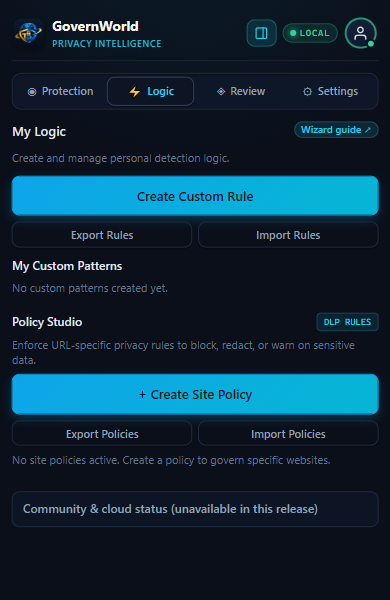 GovernWorld
PRIVACY INTELLIGENCE
LOCAL
Protection
Logic
Review
Settings
My Logic
Wizard guide ↗
Create and manage personal detection logic.
Create Custom Rule
Export Rules
Import Rules
My Custom Patterns
No custom patterns created yet.
Policy Studio
DLP RULES
Enforce URL-specific privacy rules to block, redact, or warn on sensitive
data.
+ Create Site Policy
Export Policies
Import Policies
No site policies active. Create a policy to govern specific websites.
Community & cloud status (unavailable in this release)